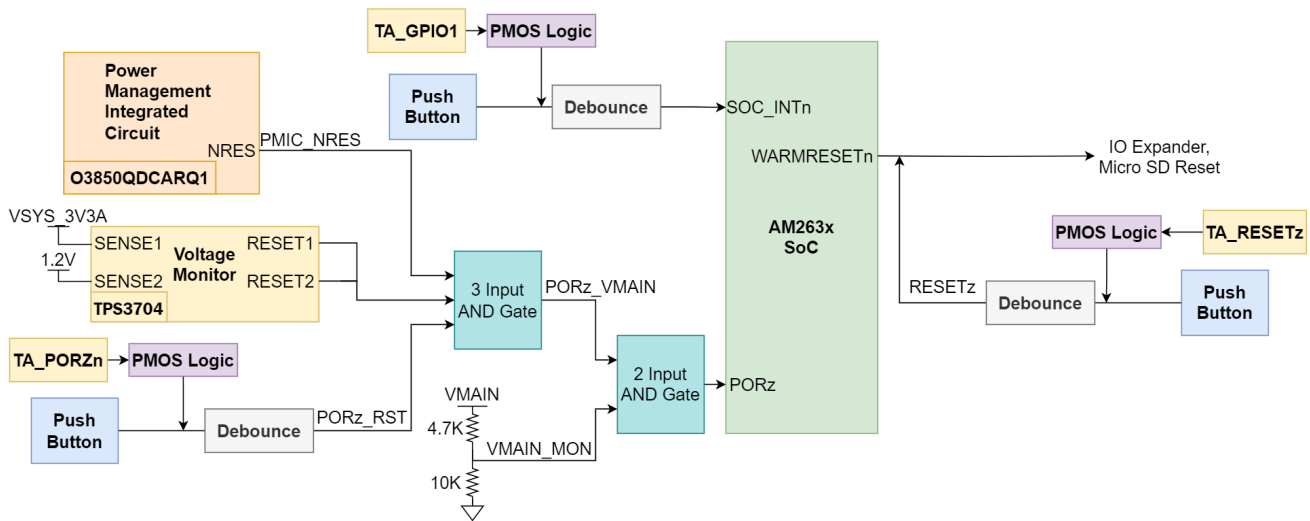 TA_GPIO1
PMOS Logic
Power
Management
Integrated
Circuit
NRES
O3850QDCARQ1
PMIC_NRES
Push
Button
Debounce
SOC_INTn
WARMRESETn
IO Expander,
Micro SD Reset
AM263x
SoC
PMOS Logic
TA_RESETz
RESETz
Debounce
Push
Button
VSYS_3V3A
SENSE1
1.2V
SENSE2
Voltage
Monitor
RESET1
RESET2
TPS3704
3 Input
AND Gate
PORz_VMAIN
TA_PORZn
PMOS Logic
2 Input
AND Gate
PORz
Push
Button
Debounce
PORz_RST
VMAIN
4.7K
VMAIN_MON
10K